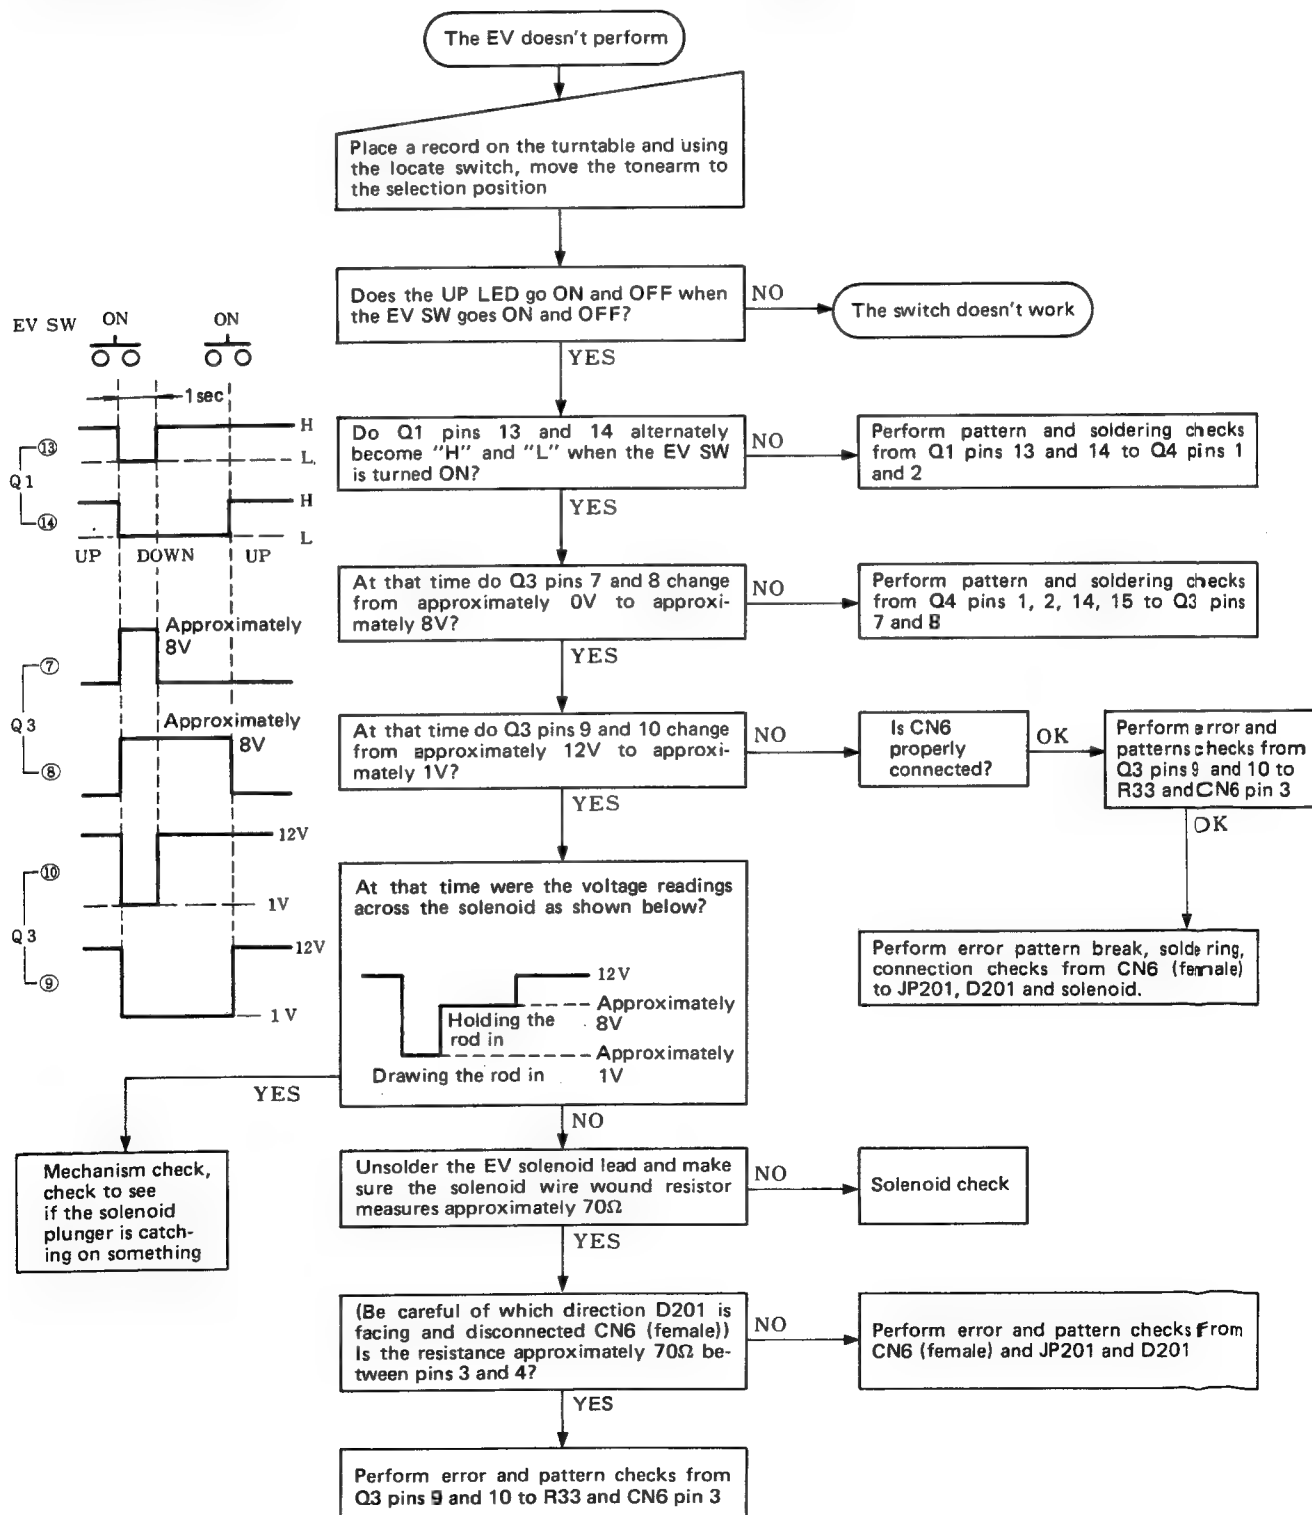 The EV doesn't perform
Place a record on the turntable and using
the locate switch, move the tonearm to
the selection position
Does the UP LED go ON and OFF when
the EV SW goes ON and OFF?
NO
The switch doesn't work
YES
EV SW
ON
ON
1 sec
H
L
⑬
Q1
⑭
H
L
UP
DOWN
UP
Do Q1 pins 13 and 14 alternately
become "H" and "L" when the EV SW
is turned ON?
NO
Perform pattern and soldering checks
from Q1 pins 13 and 14 to Q4 pins 1
and 2
YES
At that time do Q3 pins 7 and 8 change
from approximately 0V to approxi-
mately 8V?
NO
Perform pattern and soldering checks
from Q4 pins 1, 2, 14, 15 to Q3 pins
7 and 8
YES
Approximately
8V
⑦
Q3
Approximately
8V
⑧
At that time do Q3 pins 9 and 10 change
from approximately 12V to approxi-
mately 1V?
NO
Is CN6
properly
connected?
OK
Perform error and
patterns checks from
Q3 pins 9 and 10 to
R33 and CN6 pin 3
OK
YES
12V
⑩
1V
Q3
12V
⑨
1V
Perform error pattern break, soldering,
connection checks from CN6 (female)
to JP201, D201 and solenoid.
At that time were the voltage readings
across the solenoid as shown below?
12V
Approximately
8V
Holding the
rod in
Approximately
1V
Drawing the rod in
YES
NO
Mechanism check,
check to see
if the solenoid
plunger is catch-
ing on something
Unsolder the EV solenoid lead and make
sure the solenoid wire wound resistor
measures approximately 70Ω
NO
Solenoid check
YES
(Be careful of which direction D201 is
facing and disconnected CN6 (female))
Is the resistance approximately 70Ω be-
tween pins 3 and 4?
NO
Perform error and pattern checks from
CN6 (female) and JP201 and D201
YES
Perform error and pattern checks from
Q3 pins 9 and 10 to R33 and CN6 pin 3